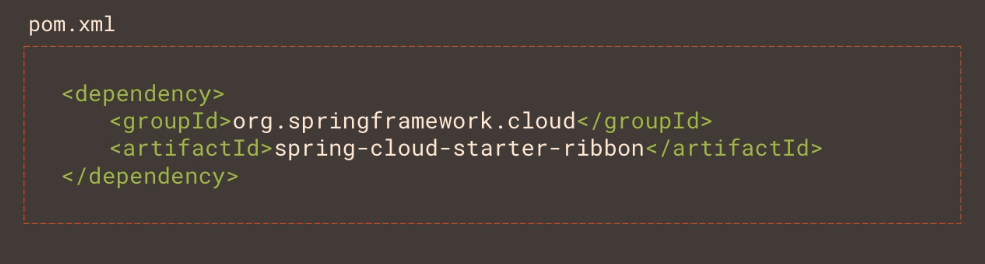 pom.xml
<dependency>
<groupId>org.springframework.cloud</groupId>
<artifactId>spring-cloud-starter-ribbon</artifactId>
</dependency>